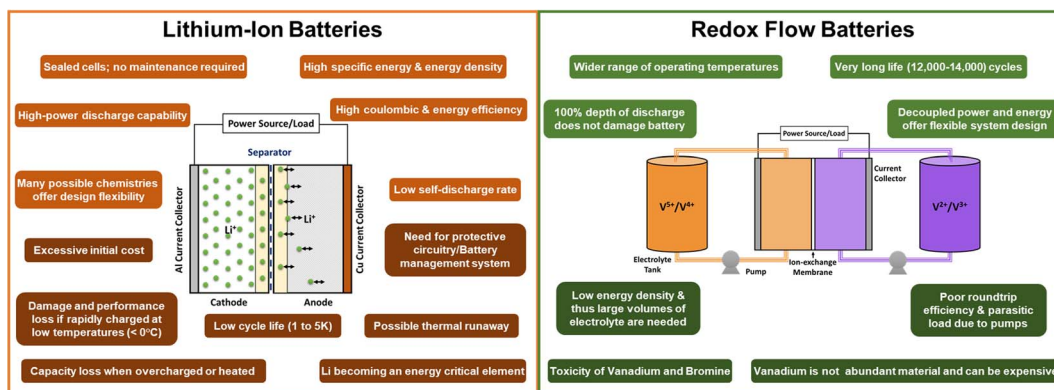 Lithium-Ion Batteries
Sealed cells; no maintenance required
High specific energy & energy density
High-power discharge capability
High coulombic & energy efficiency
Power Source/Load
Separator
Many possible chemistries
offer design flexibility
Low self-discharge rate
Al Current Collector
Li⁺
Li⁺
Cu Current Collector
Excessive initial cost
Need for protective
circuitry/Battery
management system
Cathode
Anode
Damage and performance
loss if rapidly charged at
low temperatures (< 0°C)
Low cycle life (1 to 5K)
Possible thermal runaway
Capacity loss when overcharged or heated
Li becoming an energy critical element
Redox Flow Batteries
Wider range of operating temperatures
Very long life (12,000-14,000) cycles
100% depth of discharge
does not damage battery
Decoupled power and energy
offer flexible system design
Power Source/Load
Current
Collector
V⁵⁺/V⁴⁺
V²⁺/V³⁺
Electrolyte
Tank
Pump
Ion-exchange
Membrane
Low energy density &
thus large volumes of
electrolyte are needed
Poor roundtrip
efficiency & parasitic
load due to pumps
Toxicity of Vanadium and Bromine
Vanadium is not abundant material and can be expensive